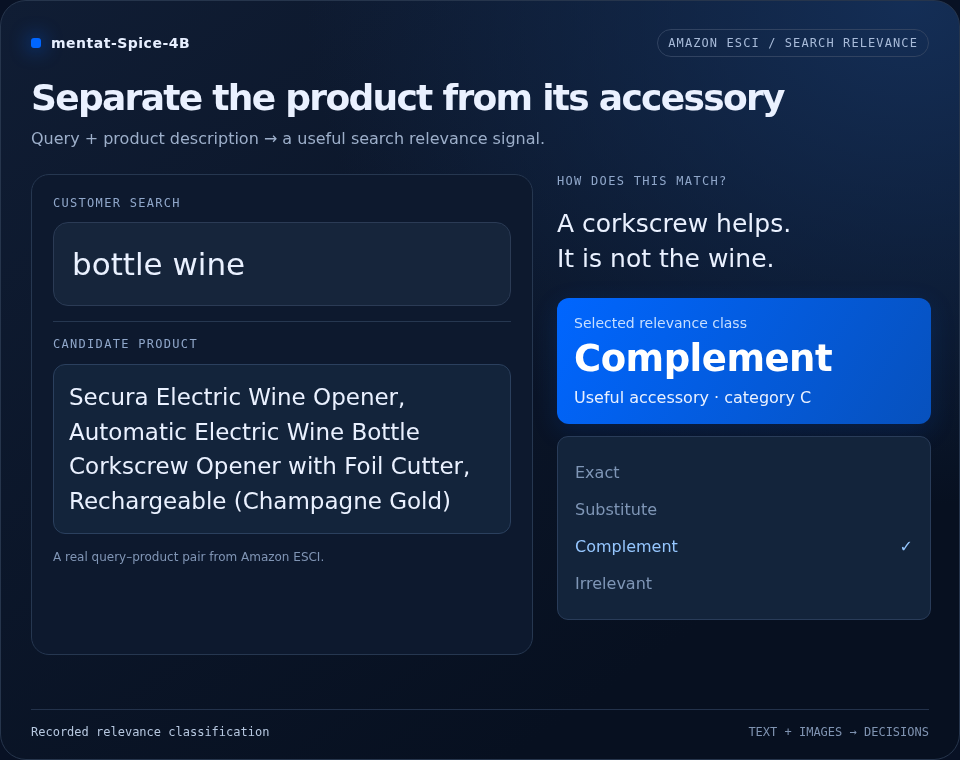 mentat-Spice-4B
AMAZON ESCI / SEARCH RELEVANCE
Separate the product from its accessory
Query + product description → a useful search relevance signal.
CUSTOMER SEARCH
bottle wine
CANDIDATE PRODUCT
Secura Electric Wine Opener,
Automatic Electric Wine Bottle
Corkscrew Opener with Foil Cutter,
Rechargeable (Champagne Gold)
A real query–product pair from Amazon ESCI.
HOW DOES THIS MATCH?
A corkscrew helps.
It is not the wine.
Selected relevance class
Complement
Useful accessory · category C
Exact
Substitute
Complement ✓
Irrelevant
Recorded relevance classification
TEXT + IMAGES → DECISIONS